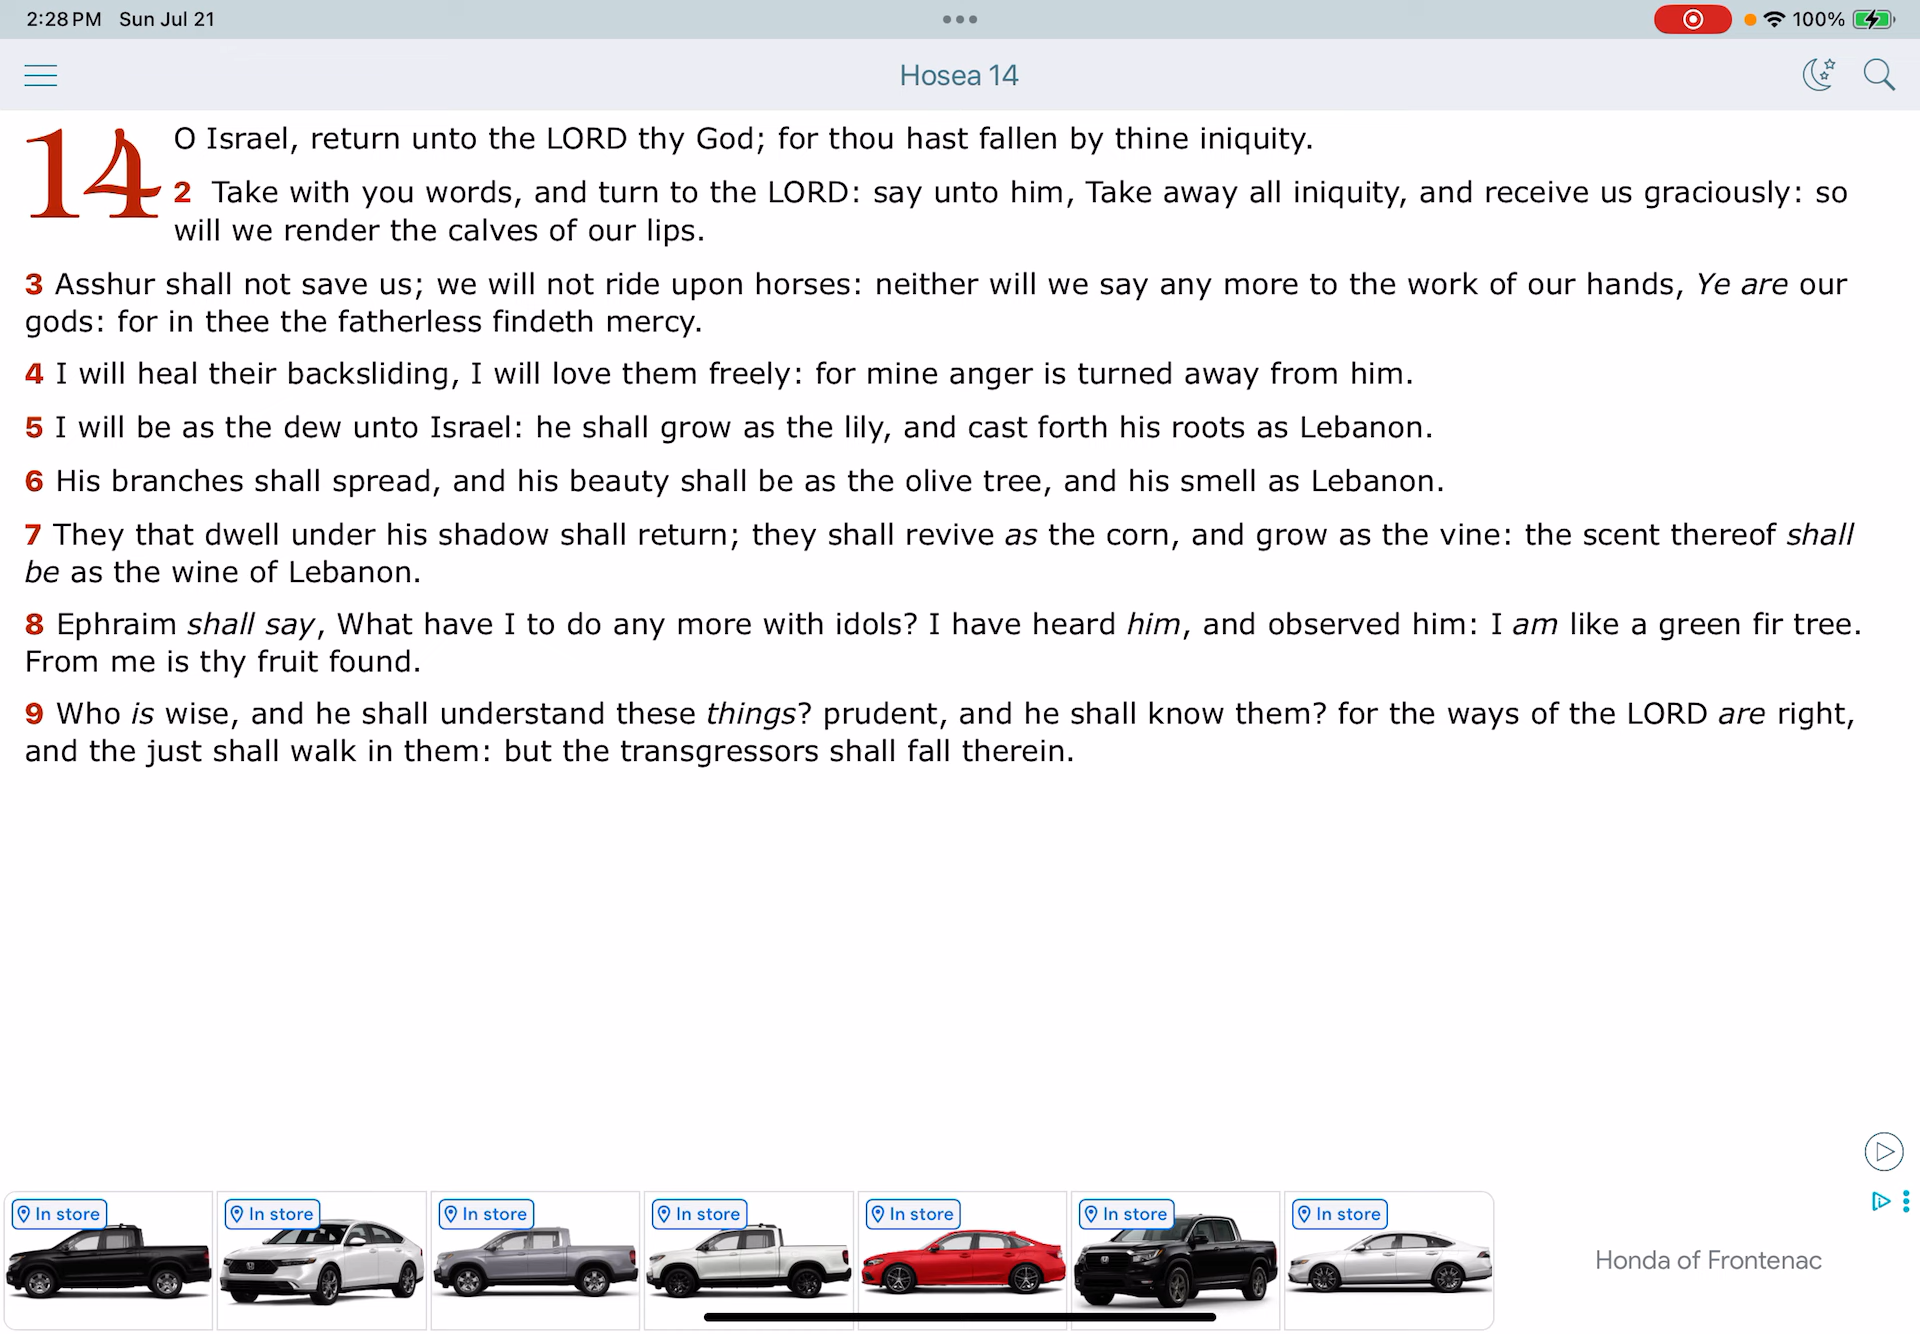 2:28 PM Sun Jul 21
100%
Hosea 14
14 O Israel, return unto the LORD thy God; for thou hast fallen by thine iniquity.
2 Take with you words, and turn to the LORD: say unto him, Take away all iniquity, and receive us graciously: so
will we render the calves of our lips.
3 Asshur shall not save us; we will not ride upon horses: neither will we say any more to the work of our hands, Ye are our
gods: for in thee the fatherless findeth mercy.
4 I will heal their backsliding, I will love them freely: for mine anger is turned away from him.
5 I will be as the dew unto Israel: he shall grow as the lily, and cast forth his roots as Lebanon.
6 His branches shall spread, and his beauty shall be as the olive tree, and his smell as Lebanon.
7 They that dwell under his shadow shall return; they shall revive as the corn, and grow as the vine: the scent thereof shall
be as the wine of Lebanon.
8 Ephraim shall say, What have I to do any more with idols? I have heard him, and observed him: I am like a green fir tree.
From me is thy fruit found.
9 Who is wise, and he shall understand these things? prudent, and he shall know them? for the ways of the LORD are right,
and the just shall walk in them: but the transgressors shall fall therein.
In store In store In store In store In store In store In store
Honda of Frontenac